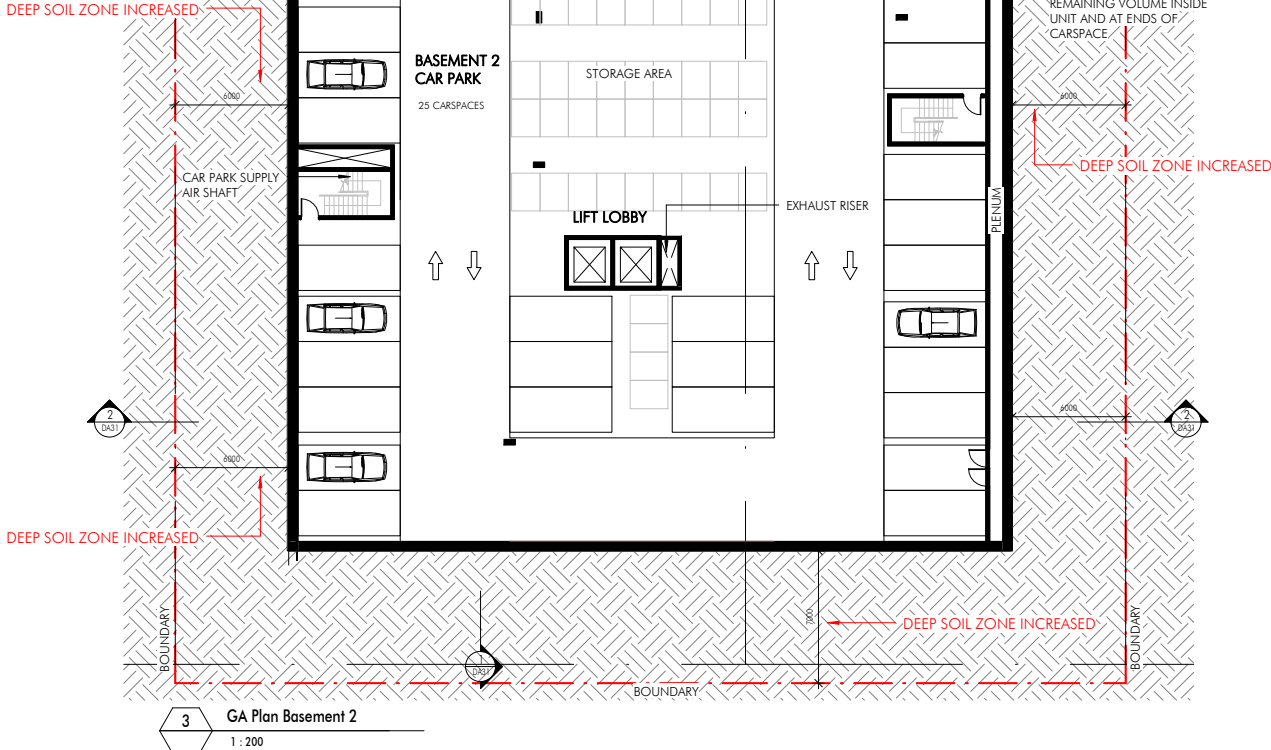 DEEP SOIL ZONE INCREASED
REMAINING VOLUME INSIDE
UNIT AND AT ENDS OF
CARSPACE
BASEMENT 2
CAR PARK
25 CARSPACES
STORAGE AREA
6000
6000
DEEP SOIL ZONE INCREASED
CAR PARK SUPPLY
AIR SHAFT
PLENUM
EXHAUST RISER
LIFT LOBBY
2
DA31
6000
2
DA31
6000
DEEP SOIL ZONE INCREASED
7000
DEEP SOIL ZONE INCREASED
BOUNDARY
BOUNDARY
1
DA31
BOUNDARY
3
GA Plan Basement 2
1 : 200